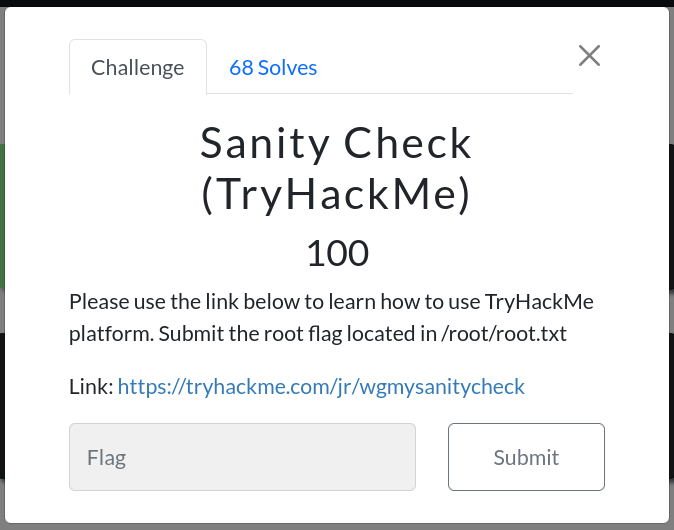 Challenge
68 Solves
Sanity Check
(TryHackMe)
100
Please use the link below to learn how to use TryHackMe
platform. Submit the root flag located in /root/root.txt
Link: https://tryhackme.com/jr/wgmysanitycheck
Flag
Submit